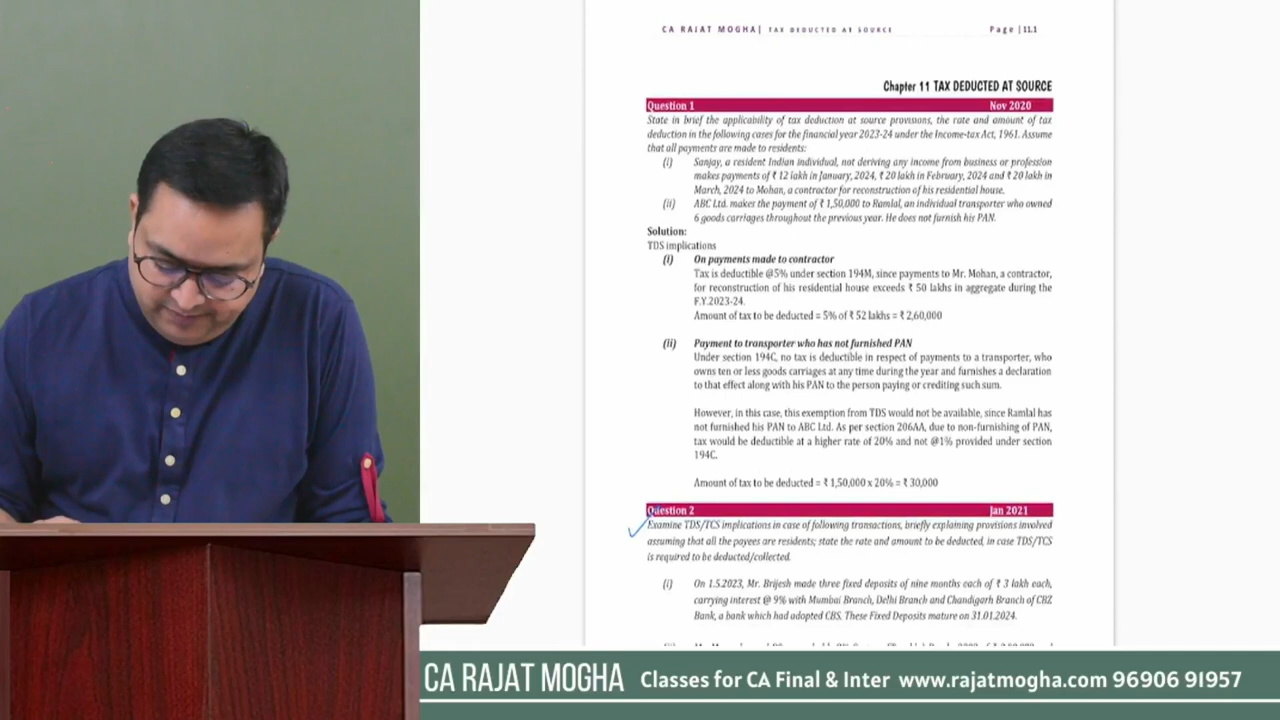 CA RAJAT MOGHA| TAX DEDUCTED AT SOURCE Page |11.1
Chapter 11 TAX DEDUCTED AT SOURCE
Question 1 Nov 2020
State in brief the applicability of tax deduction at source provisions, the rate and amount of tax
deduction in the following cases for the financial year 2023-24 under the Income-tax Act, 1961. Assume
that all payments are made to residents:
(i) Sanjay, a resident Indian individual, not deriving any income from business or profession
makes payments of ₹ 12 lakh in January, 2024, ₹ 20 lakh in February, 2024 and ₹ 20 lakh in
March, 2024 to Mohan, a contractor for reconstruction of his residential house.
(ii) ABC Ltd. makes the payment of ₹ 1,50,000 to Ramlal, an individual transporter who owned
6 goods carriages throughout the previous year. He does not furnish his PAN.
Solution:
TDS implications
(i) On payments made to contractor
Tax is deductible @5% under section 194M, since payments to Mr. Mohan, a contractor,
for reconstruction of his residential house exceeds ₹ 50 lakhs in aggregate during the
F.Y.2023-24.
Amount of tax to be deducted = 5% of ₹ 52 lakhs = ₹ 2,60,000
(ii) Payment to transporter who has not furnished PAN
Under section 194C, no tax is deductible in respect of payments to a transporter, who
owns ten or less goods carriages at any time during the year and furnishes a declaration
to that effect along with his PAN to the person paying or crediting such sum.
However, in this case, this exemption from TDS would not be available, since Ramlal has
not furnished his PAN to ABC Ltd. As per section 206AA, due to non-furnishing of PAN,
tax would be deductible at a higher rate of 20% and not @1% provided under section
194C.
Amount of tax to be deducted = ₹ 1,50,000 x 20% = ₹ 30,000
Question 2 Jan 2021
Examine TDS/TCS implications in case of following transactions, briefly explaining provisions involved
assuming that all the payees are residents; state the rate and amount to be deducted, in case TDS/TCS
is required to be deducted/collected.
(i) On 1.5.2023, Mr. Brijesh made three fixed deposits of nine months each of ₹ 3 lakh each,
carrying interest @ 9% with Mumbai Branch, Delhi Branch and Chandigarh Branch of CBZ
Bank, a bank which had adopted CBS. These Fixed Deposits mature on 31.01.2024.
CA RAJAT MOGHA Classes for CA Final & Inter www.rajatmogha.com 96906 91957